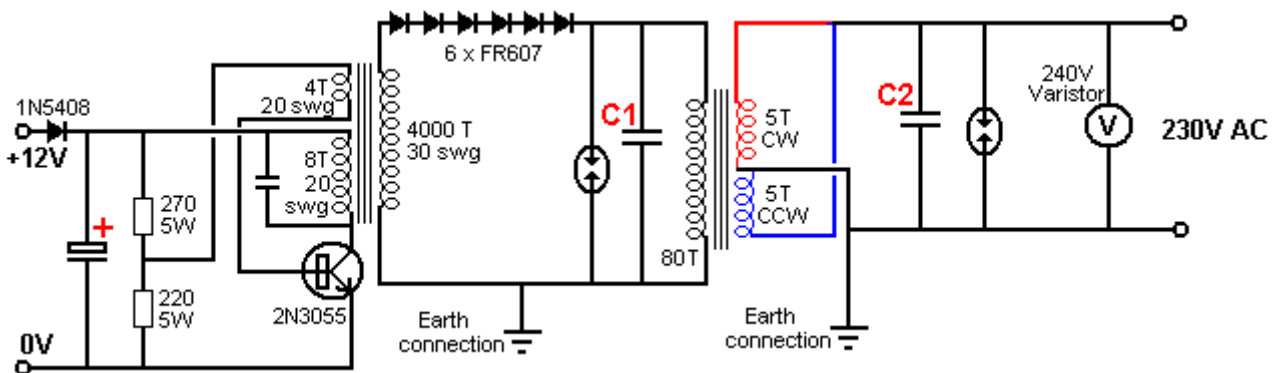 6 x FR607
4T
20 swg
1N5408
+12V
4000 T
30 swg
C1
5T
CW
C2
240V
Varistor
V
230V AC
8T
20
swg
+
270
5W
5T
CCW
80T
220
5W
2N3055
Earth
connection
Earth
connection
0V